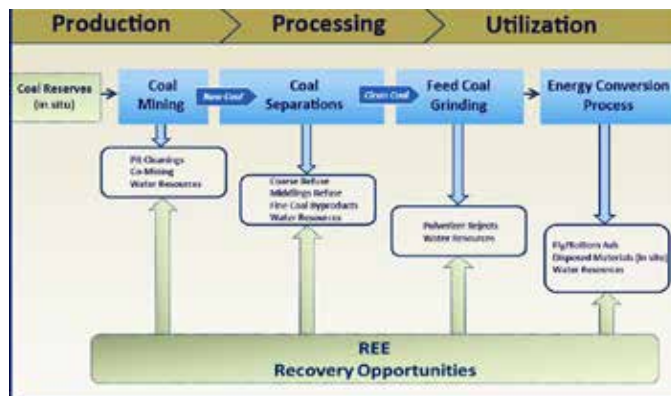 Production
Processing
Utilization
Coal Reserves
(in situ)
Coal
Mining
Raw Coal
Coal
Separations
Clean Coal
Feed Coal
Grinding
Energy Conversion
Process
Pit Cleanings
Co-Mining
Water Resources
Coarse Refuse
Middlings Refuse
Fine Coal Byproducts
Water Resources
Pulverizer Rejects
Water Resources
Fly/Bottom Ash
Disposed Materials (In situ)
Water Resources
REE
Recovery Opportunities